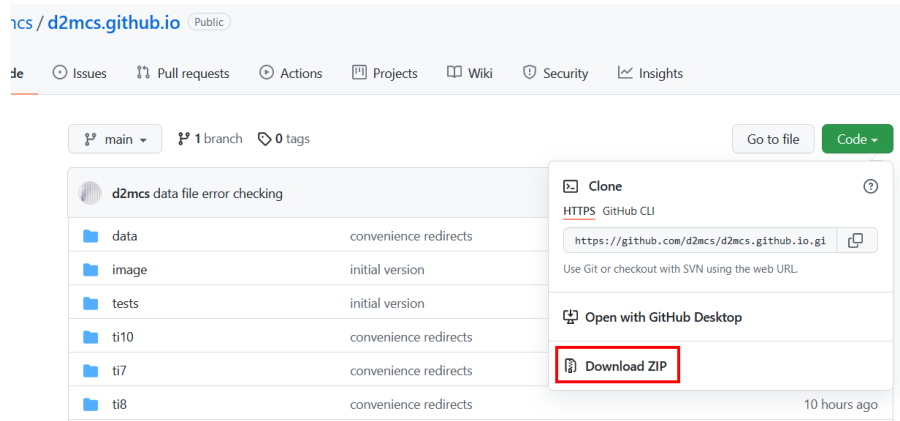 mcs / d2mcs.github.io Public
de Issues Pull requests Actions Projects Wiki Security Insights
main 1 branch 0 tags Go to file Code
d2mcs data file error checking
Clone
HTTPS GitHub CLI
https://github.com/d2mcs/d2mcs.github.io.gi
Use Git or checkout with SVN using the web URL.
Open with GitHub Desktop
Download ZIP
data convenience redirects
image initial version
tests initial version
ti10 convenience redirects
ti7 convenience redirects
ti8 convenience redirects 10 hours ago